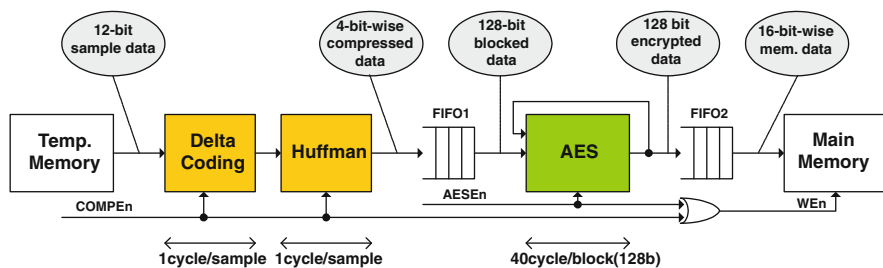 12-bit
sample data
4-bit-wise
compressed
data
128-bit
blocked
data
128 bit
encrypted
data
16-bit-wise
mem. data
FIFO1
FIFO2
Temp.
Memory
Delta
Coding
Huffman
AES
Main
Memory
COMPEn
AESEn
WEn
1cycle/sample
1cycle/sample
40cycle/block(128b)